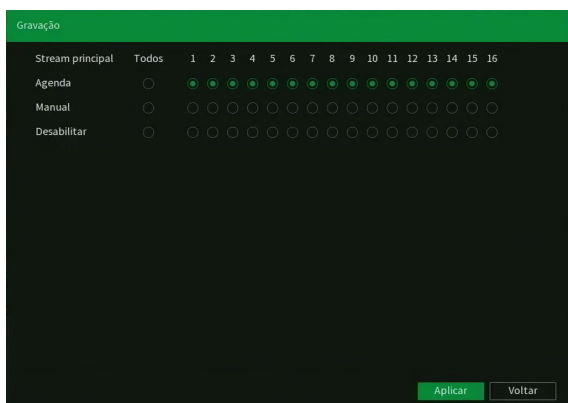 Gravação
Stream principal Todos 1 2 3 4 5 6 7 8 9 10 11 12 13 14 15 16
Agenda
Manual
Desabilitar
Aplicar Voltar